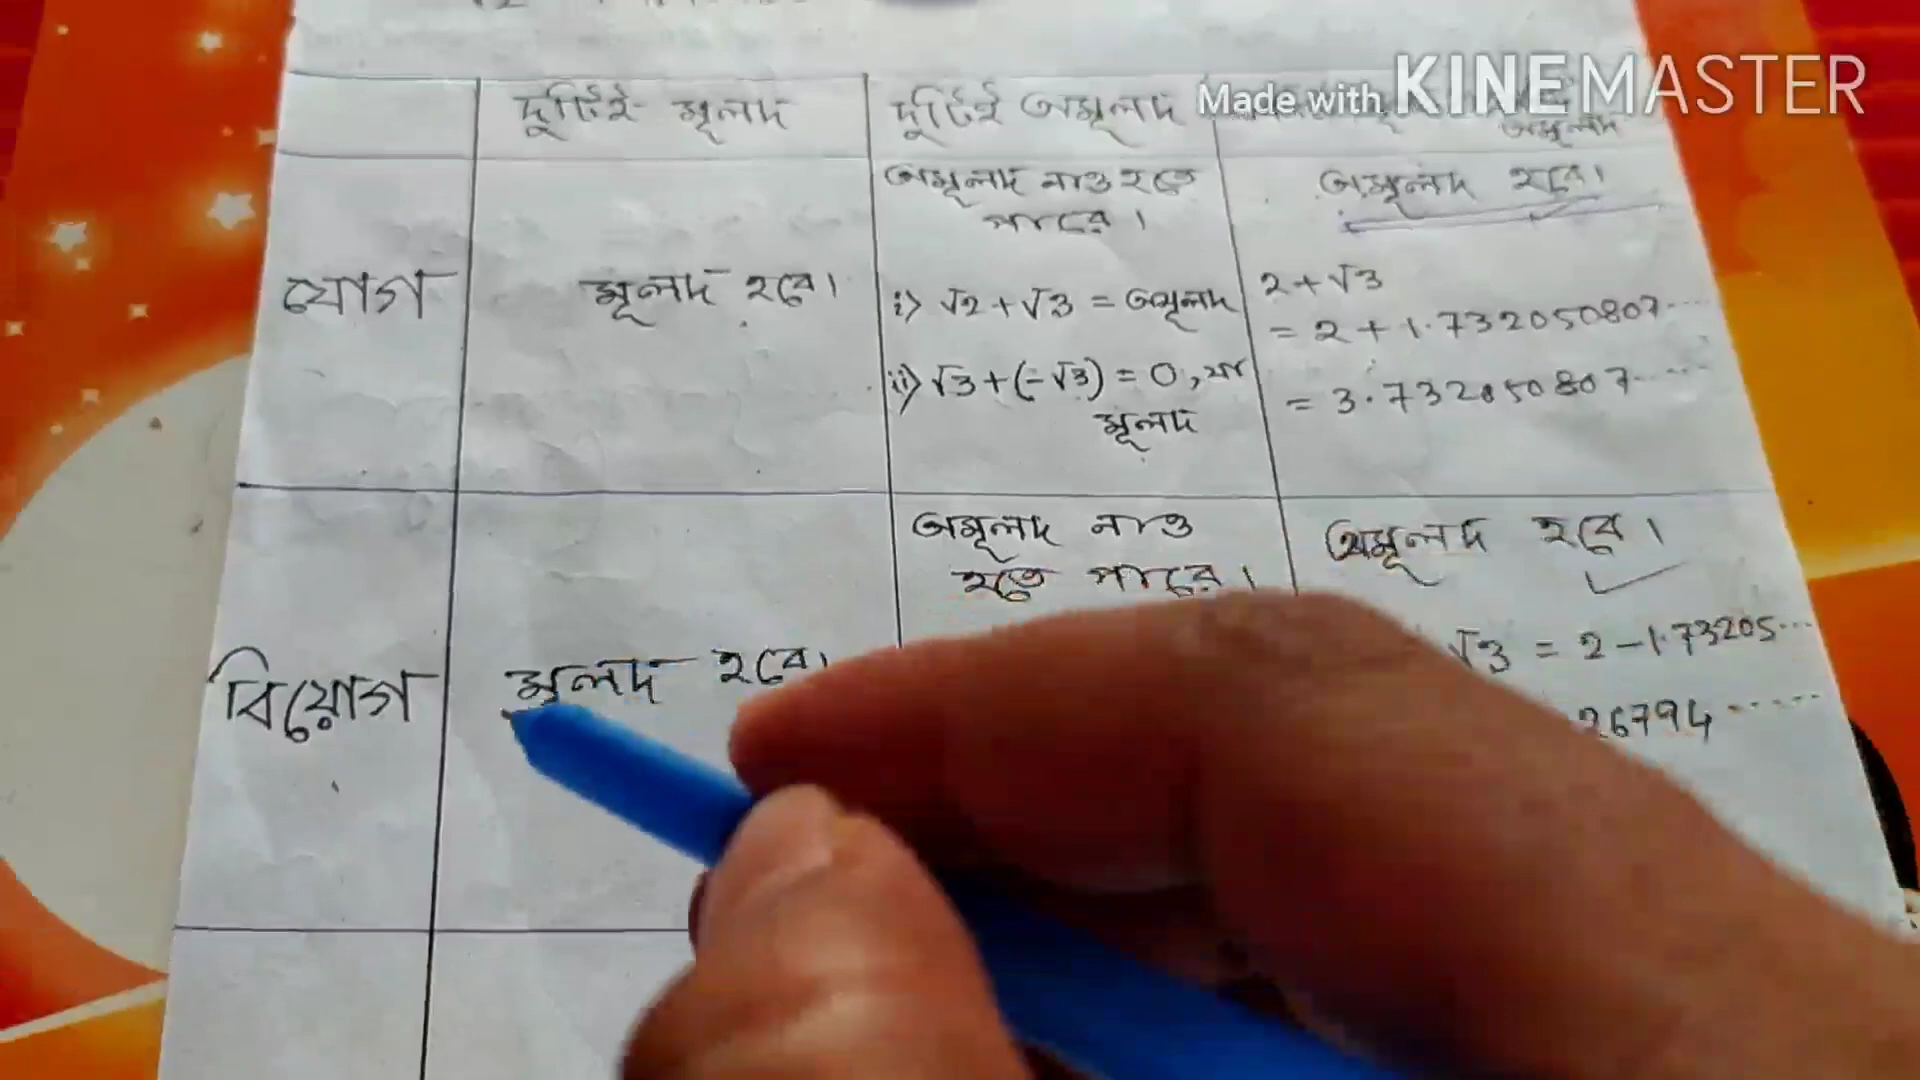 Made with KINEMASTER
দুটিই মূলদ
দুটিই অমূলদ
অমূলদ
যোগ
মূলদ হবে।
অমূলদ নাও হতে
পারে।
i) √2 + √3 = অমূলদ
ii) √3 + (-√3) = 0, যা
মূলদ
অমূলদ হবে।
2 + √3
= 2 + 1.732050807.....
= 3.732050807.....
বিয়োগ
মূলদ হবে।
অমূলদ নাও
হতে পারে।
অমূলদ হবে।
√3 = 2 - 1.73205...
26794.....